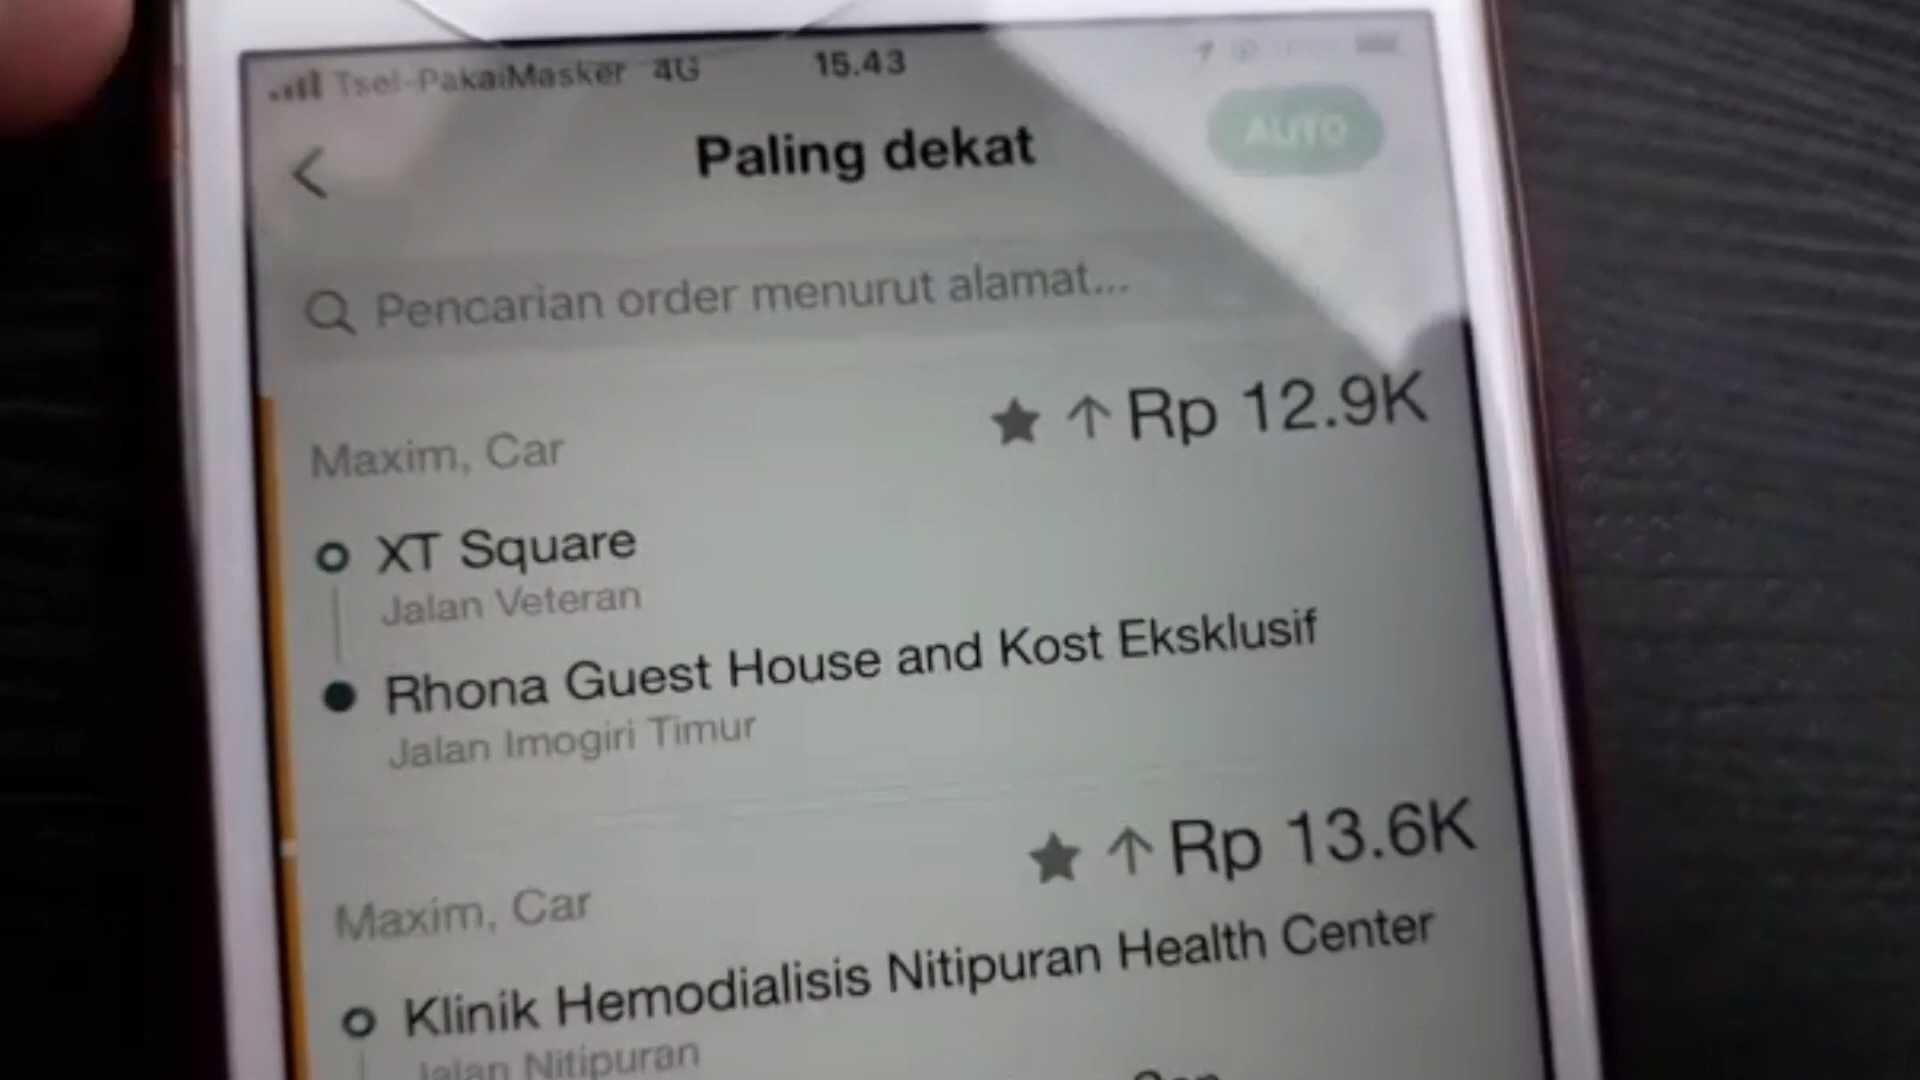 Tsel-PakaiMasker 4G 15.43
Paling dekat
AUTO
Pencarian order menurut alamat...
Maxim, Car
Rp 12.9K
XT Square
Jalan Veteran
Rhona Guest House and Kost Eksklusif
Jalan Imogiri Timur
Maxim, Car
Rp 13.6K
Klinik Hemodialisis Nitipuran Health Center
Jalan Nitipuran